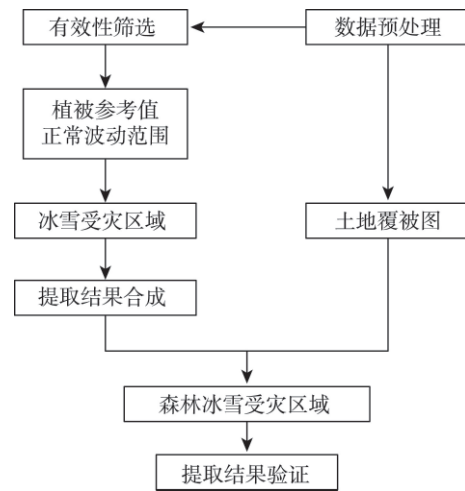 有效性筛选
数据预处理
植被参考值
正常波动范围
冰雪受灾区域
土地覆被图
提取结果合成
森林冰雪受灾区域
提取结果验证